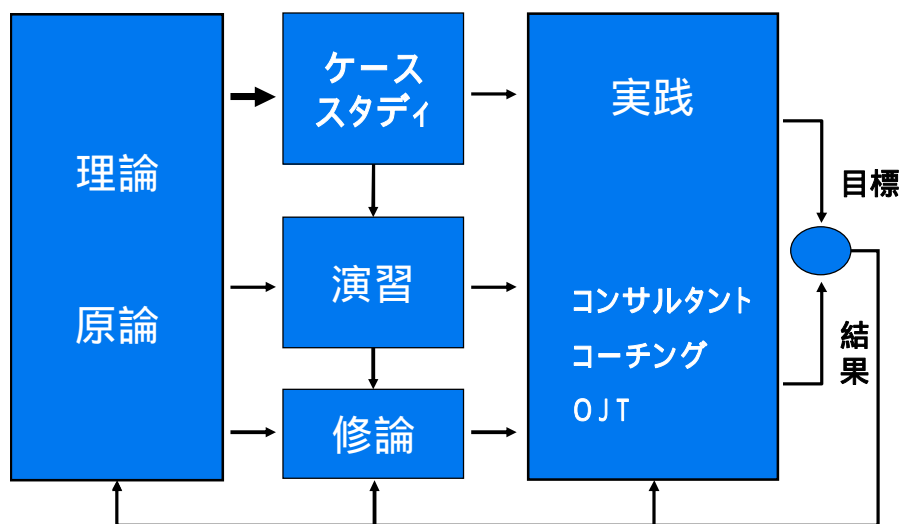 理論
原論
ケース
スタディ
演習
修論
実践
コンサルタント
コーチング
ＯＪＴ
目標
結
果